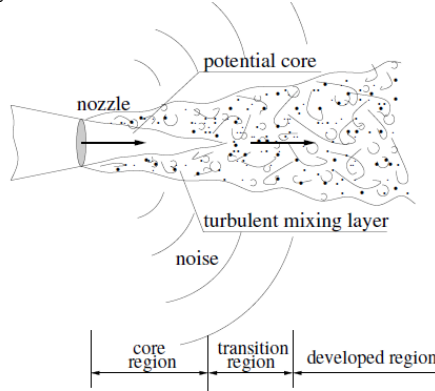 potential core
nozzle
turbulent mixing layer
noise
core
region
transition
region
developed region